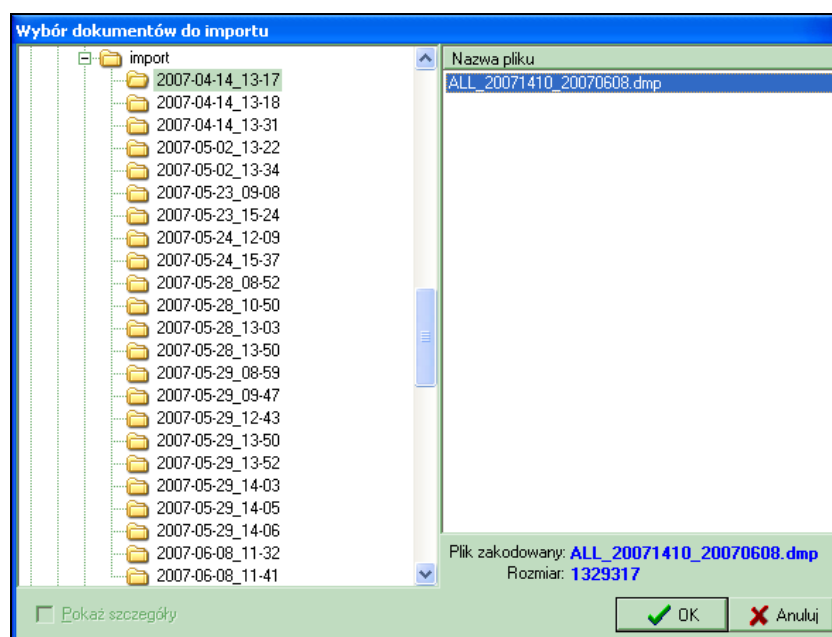 Wybór dokumentów do importu
import
2007-04-14_13-17
2007-04-14_13-18
2007-04-14_13-31
2007-05-02_13-22
2007-05-02_13-34
2007-05-23_09-08
2007-05-23_15-24
2007-05-24_12-09
2007-05-24_15-37
2007-05-28_08-52
2007-05-28_10-50
2007-05-28_13-03
2007-05-28_13-50
2007-05-29_08-59
2007-05-29_09-47
2007-05-29_12-43
2007-05-29_13-50
2007-05-29_13-52
2007-05-29_14-03
2007-05-29_14-05
2007-05-29_14-06
2007-06-08_11-32
2007-06-08_11-41
Nazwa pliku
ALL_20071410_20070608.dmp
Plik zakodowany: ALL_20071410_20070608.dmp
Rozmiar: 1329317
Pokaż szczegóły
OK
Anuluj